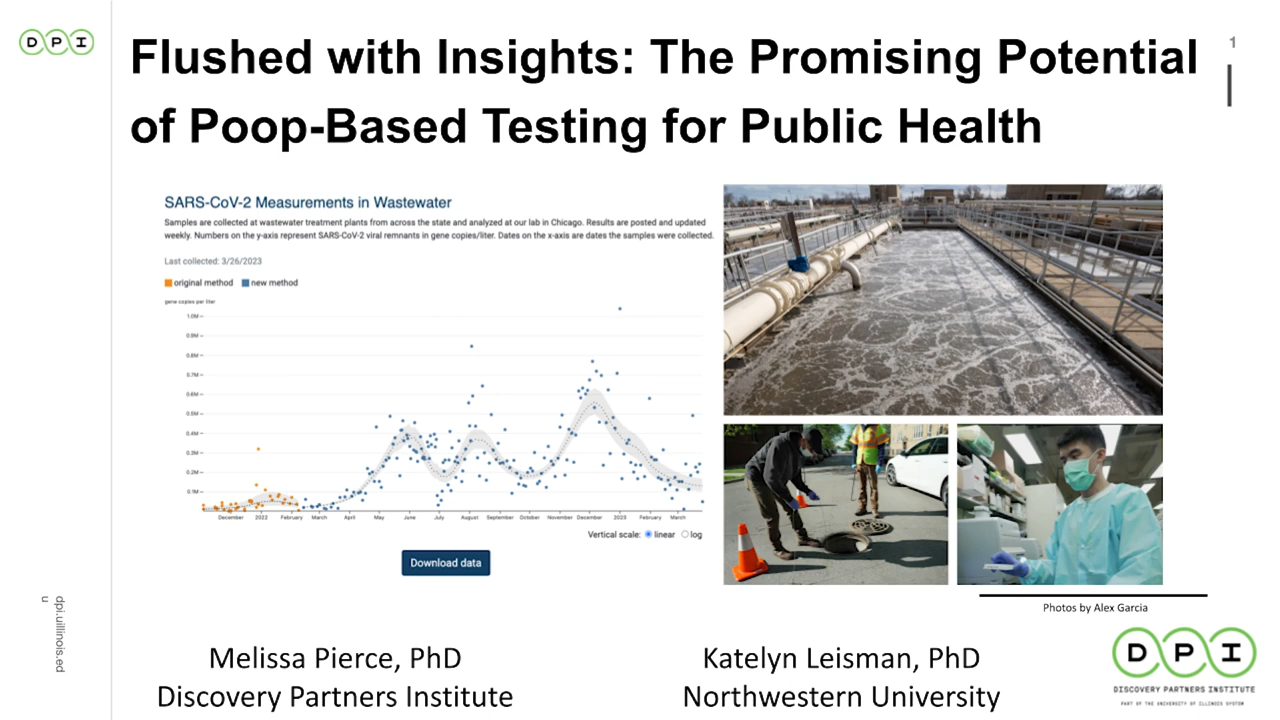 DPI
Flushed with Insights: The Promising Potential
of Poop-Based Testing for Public Health
1
SARS-CoV-2 Measurements in Wastewater
Samples are collected at wastewater treatment plants from across the state and analyzed at our lab in Chicago. Results are posted and updated
weekly. Numbers on the y-axis represent SARS-CoV-2 viral remnants in gene copies/liter. Dates on the x-axis are dates the samples were collected.
Last collected: 3/26/2023
original method new method
gene copies per liter
1.0M
0.9M
0.8M
0.7M
0.6M
0.5M
0.4M
0.3M
0.2M
0.1M
December 2022 February March April May June July August September October November December 2023 February March
Vertical scale: linear log
Download data
Photos by Alex Garcia
dpi.uillinois.ed
u
Melissa Pierce, PhD
Discovery Partners Institute
Katelyn Leisman, PhD
Northwestern University
DPI
DISCOVERY PARTNERS INSTITUTE
PART OF THE UNIVERSITY OF ILLINOIS SYSTEM